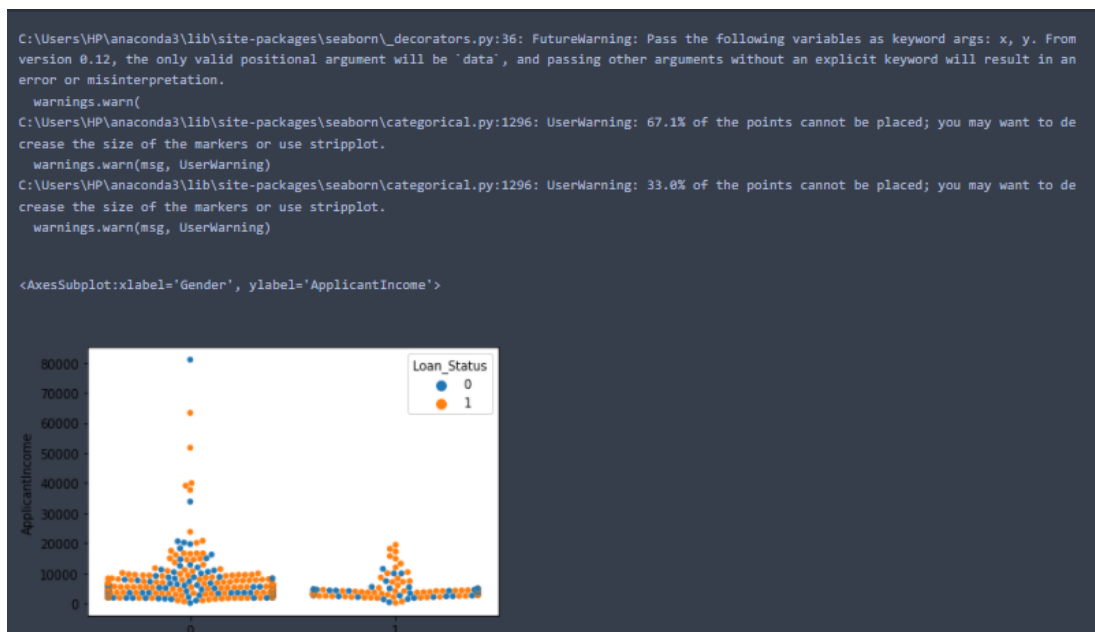 C:\Users\HP\anaconda3\lib\site-packages\seaborn\_decorators.py:36: FutureWarning: Pass the following variables as keyword args: x, y. From
version 0.12, the only valid positional argument will be `data`, and passing other arguments without an explicit keyword will result in an
error or misinterpretation.
warnings.warn(
C:\Users\HP\anaconda3\lib\site-packages\seaborn\categorical.py:1296: UserWarning: 67.1% of the points cannot be placed; you may want to de
crease the size of the markers or use stripplot.
warnings.warn(msg, UserWarning)
C:\Users\HP\anaconda3\lib\site-packages\seaborn\categorical.py:1296: UserWarning: 33.0% of the points cannot be placed; you may want to de
crease the size of the markers or use stripplot.
warnings.warn(msg, UserWarning)
<AxesSubplot:xlabel='Gender', ylabel='ApplicantIncome'>
Loan_Status
0
1
80000
70000
60000
50000
40000
30000
20000
10000
0
ApplicantIncome
0
1